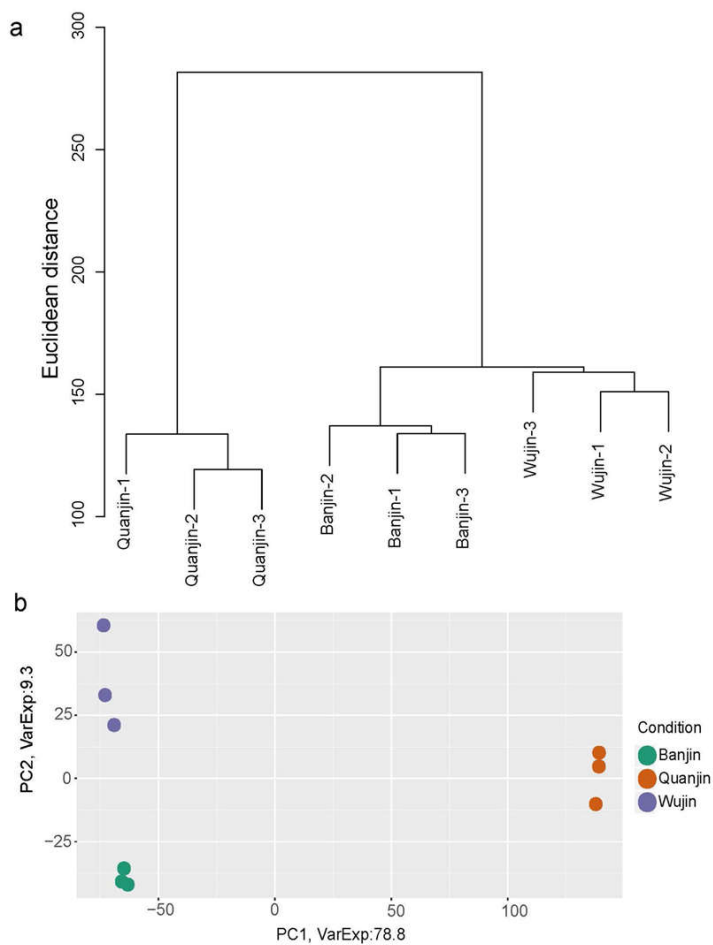 a
300
250
200
150
100
Euclidean distance
Quanjin-1
Quanjin-2
Quanjin-3
Banjin-2
Banjin-1
Banjin-3
Wujin-3
Wujin-1
Wujin-2
b
50
25
0
−25
PC2, VarExp:9.3
−50
0
50
100
PC1, VarExp:78.8
Condition
Banjin
Quanjin
Wujin